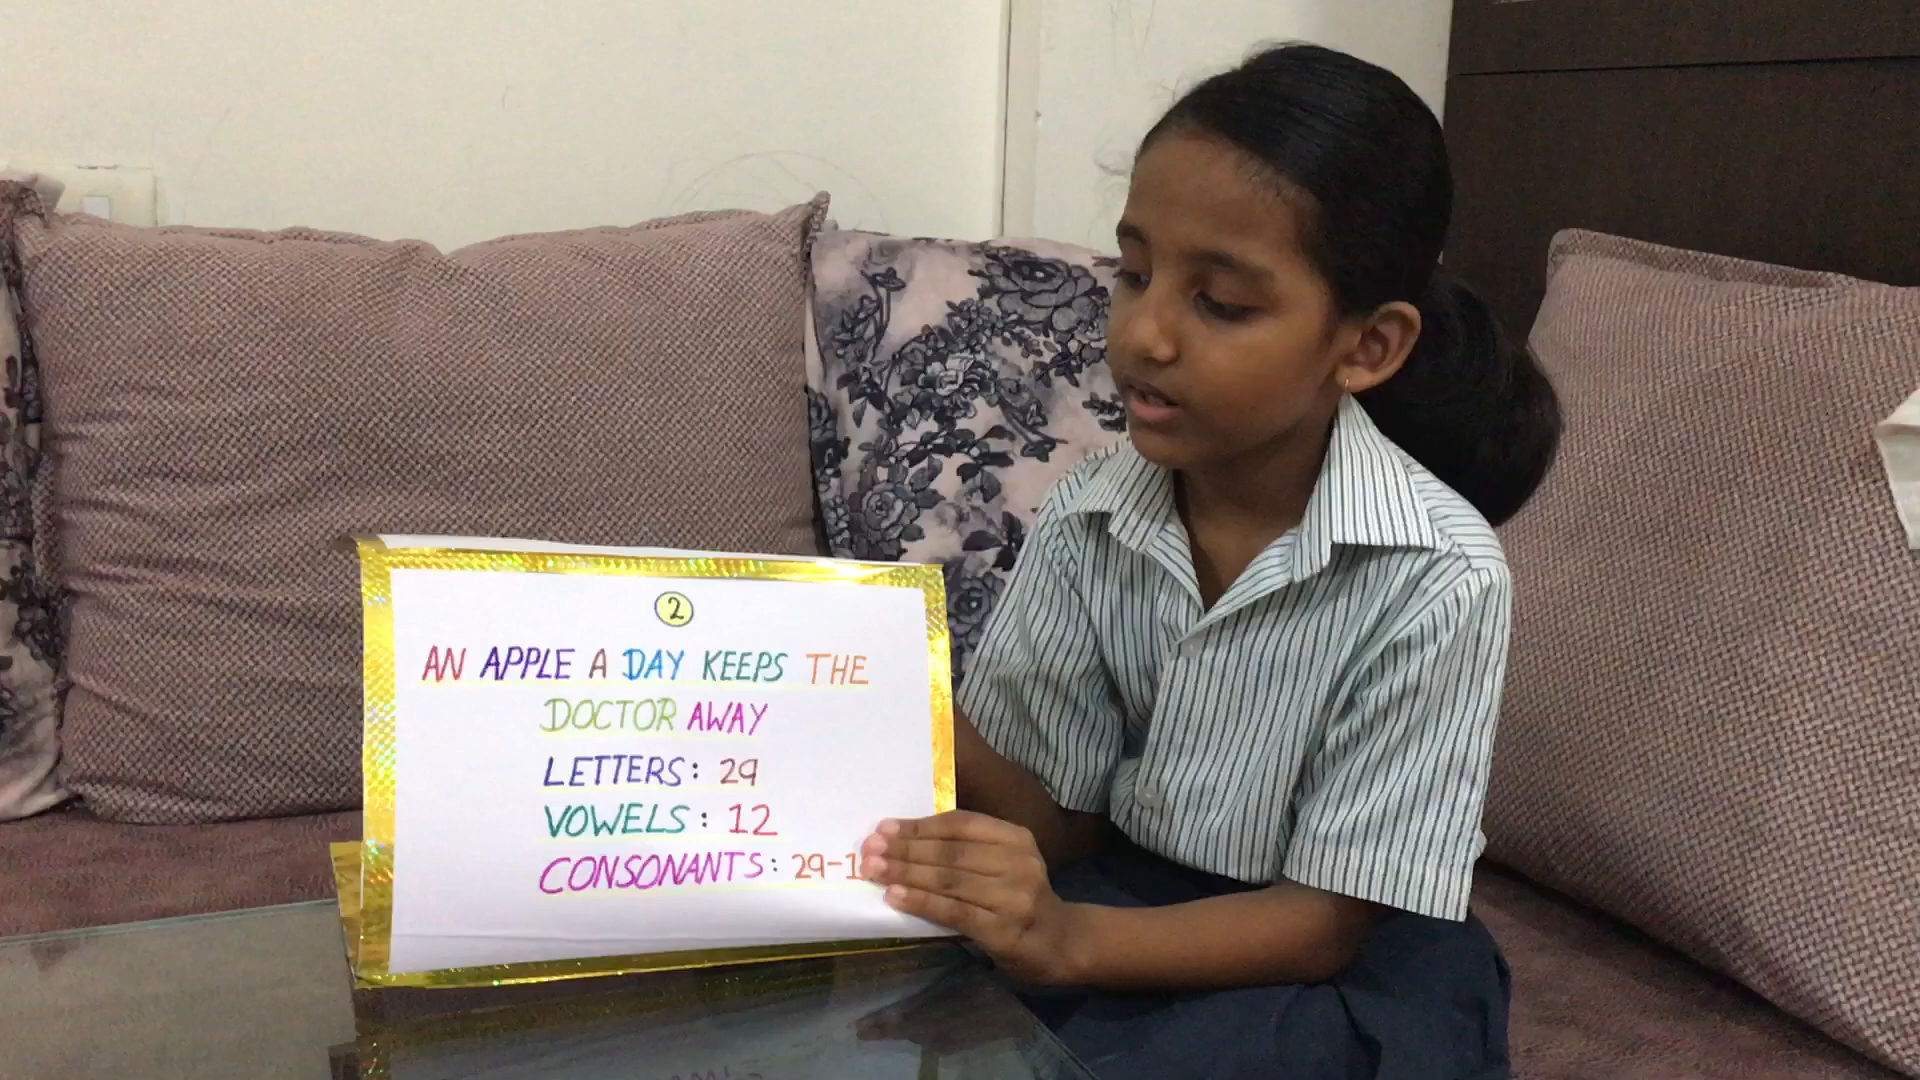 2
AN APPLE A DAY KEEPS THE
DOCTOR AWAY
LETTERS: 29
VOWELS: 12
CONSONANTS: 29-1